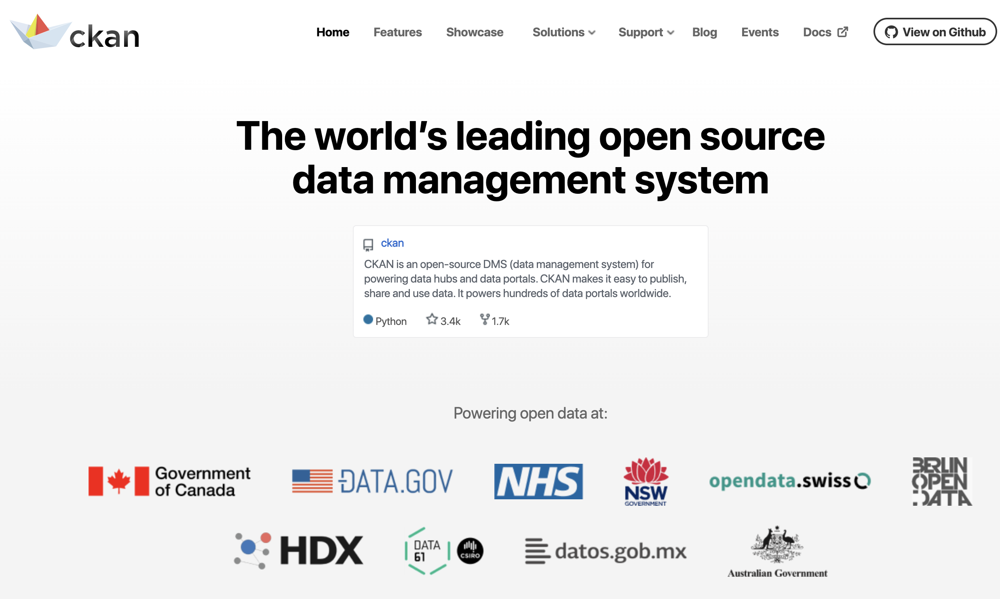 ckan
Home Features Showcase Solutions Support Blog Events Docs View on Github
The world's leading open source
data management system
ckan
CKAN is an open-source DMS (data management system) for
powering data hubs and data portals. CKAN makes it easy to publish,
share and use data. It powers hundreds of data portals worldwide.
Python 3.4k 1.7k
Powering open data at:
Government
of Canada
DATA.GOV
NHS
NSW
GOVERNMENT
opendata.swiss
BERLIN
OPEN
DATA
HDX
DATA
61
CSIRO
datos.gob.mx
Australian Government